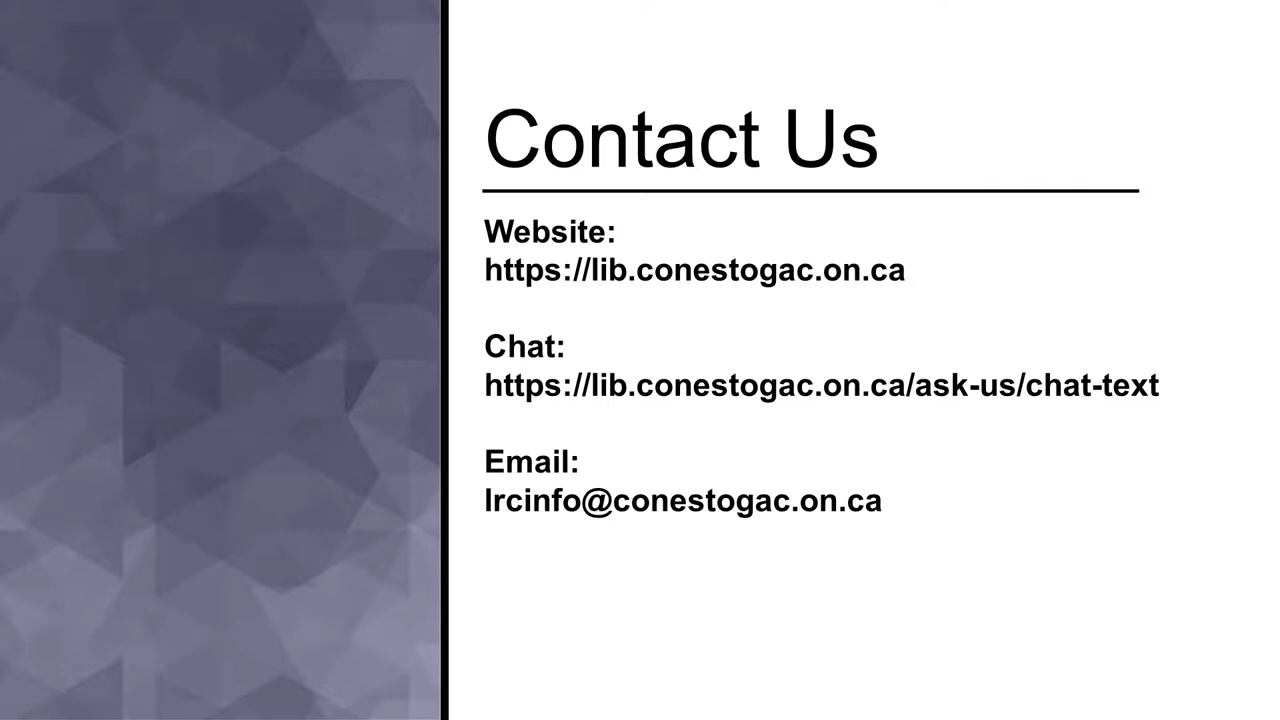 Contact Us
Website:
https://lib.conestogac.on.ca
Chat:
https://lib.conestogac.on.ca/ask-us/chat-text
Email:
lrcinfo@conestogac.on.ca